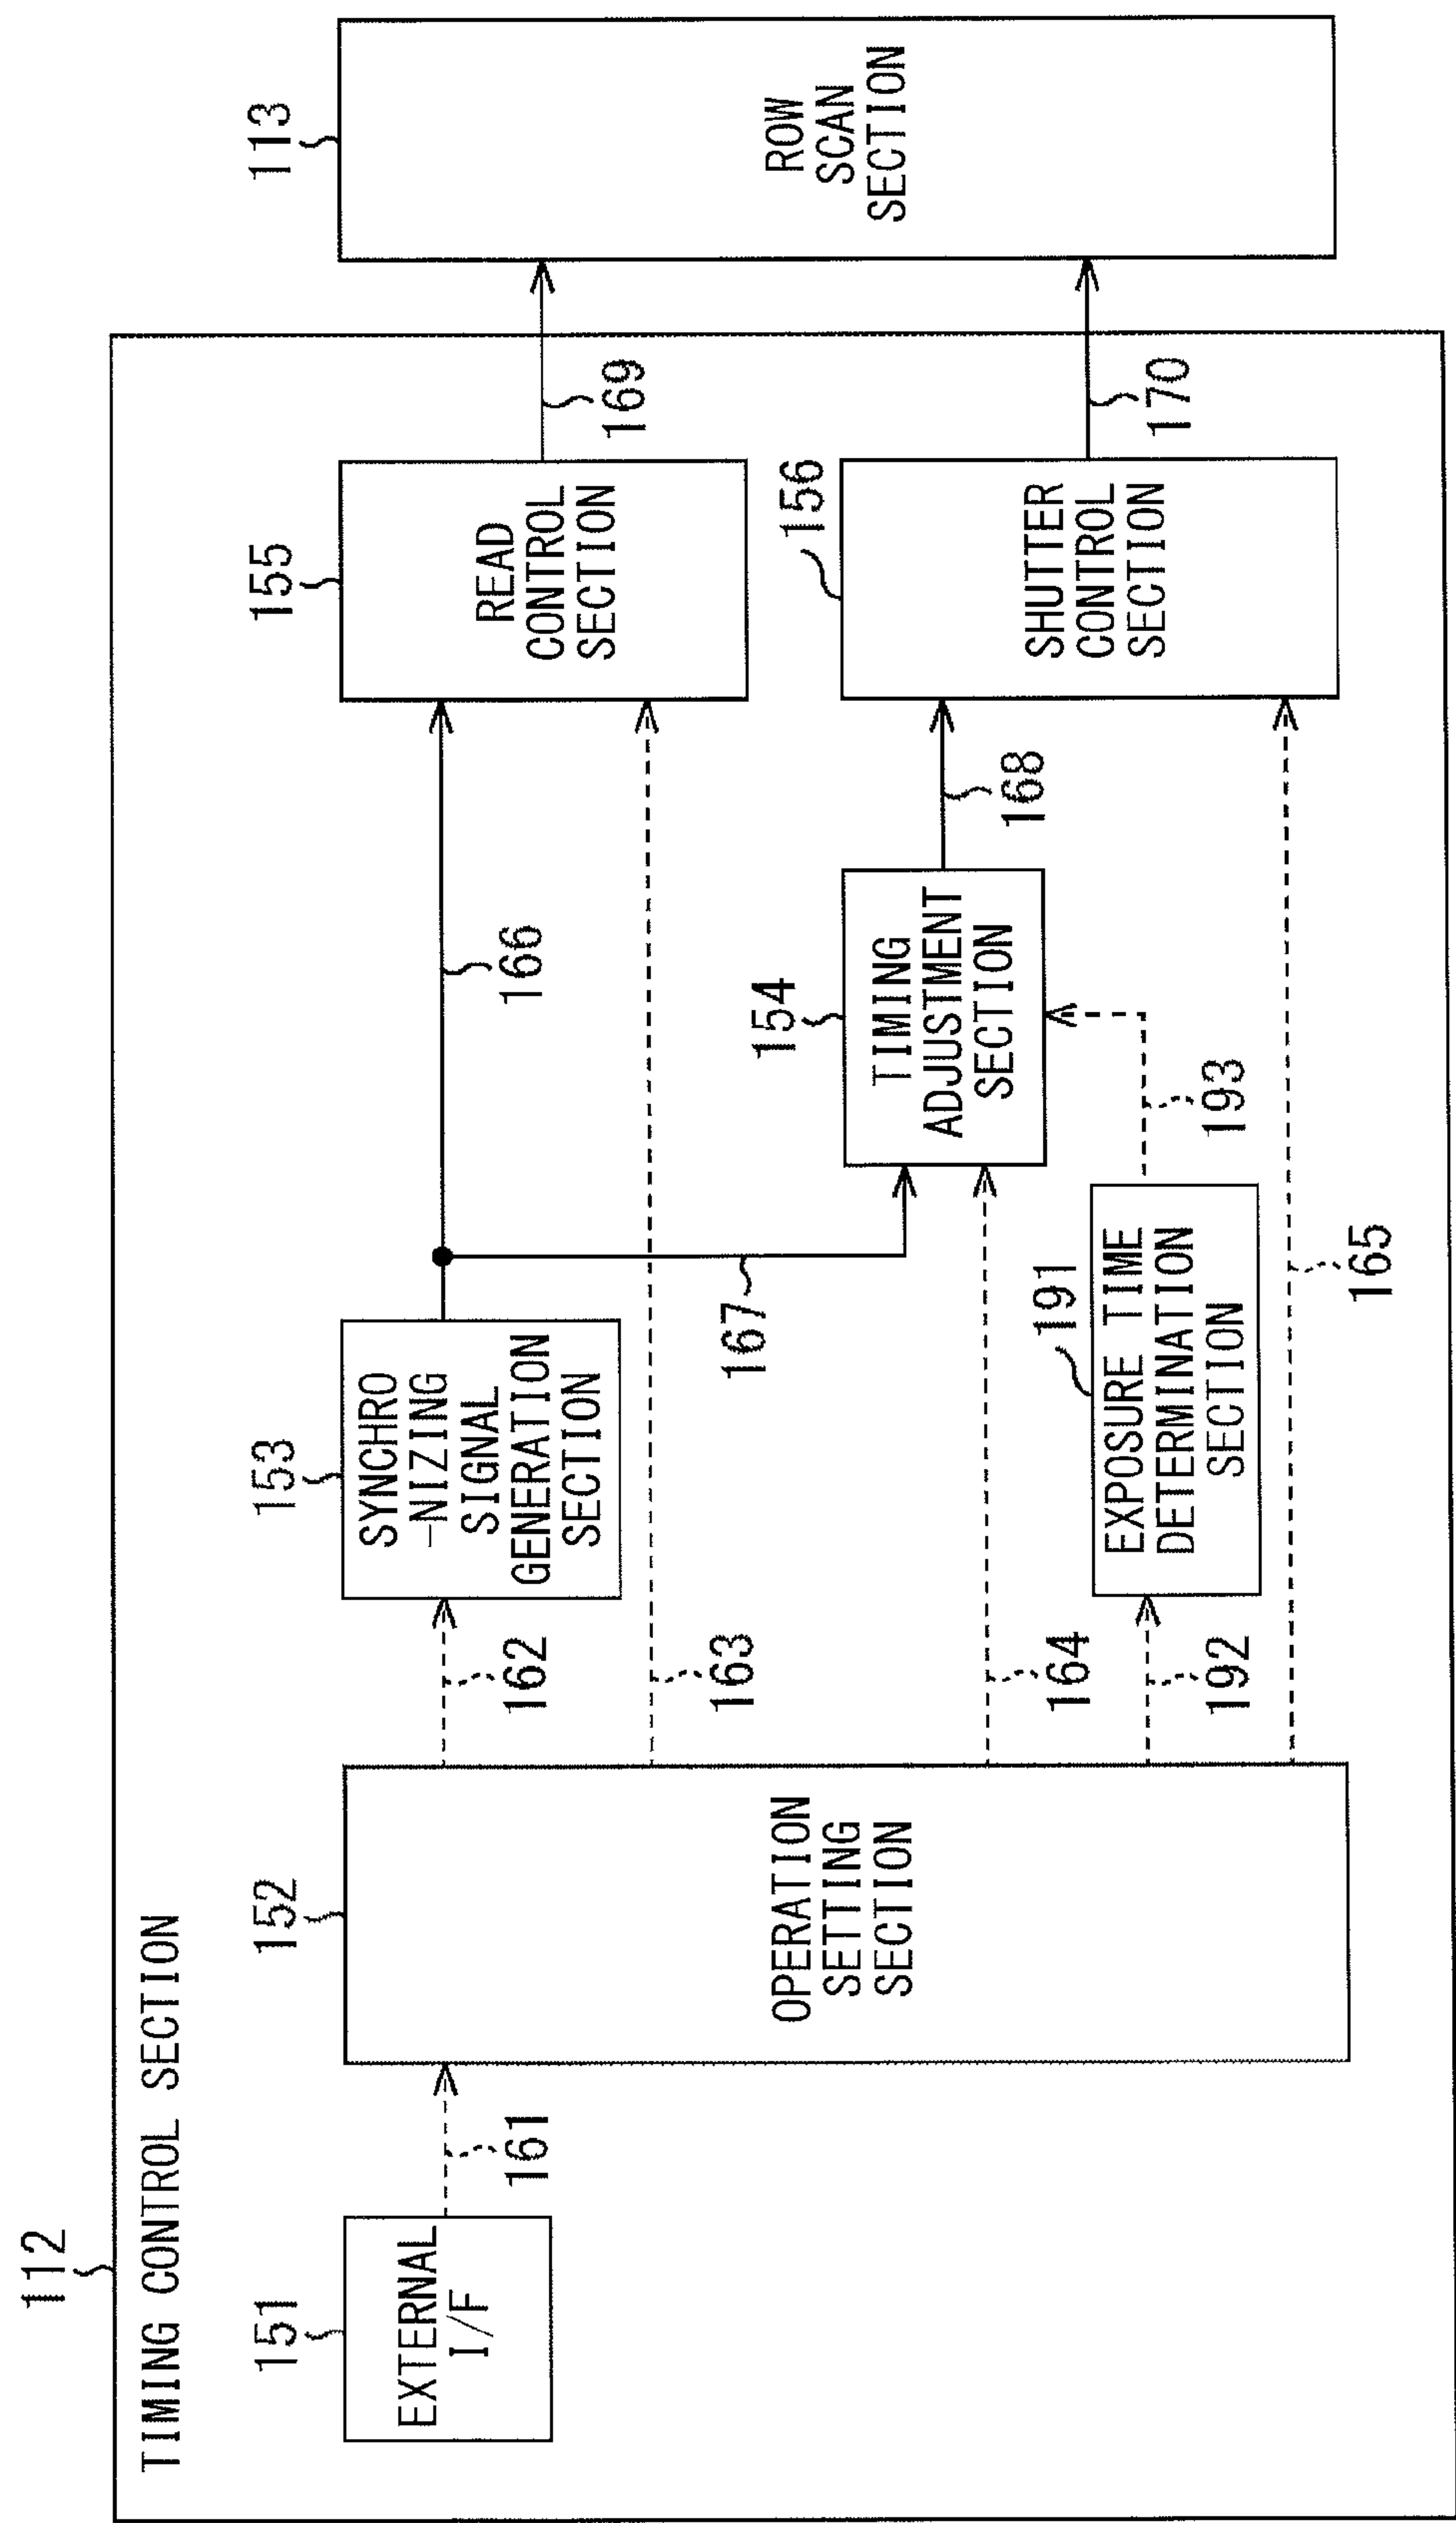 112
TIMING CONTROL SECTION
151
EXTERNAL
I/F
161
152
OPERATION
SETTING
SECTION
162
163
164
192
165
153
SYNCHRO
-NIZING
SIGNAL
GENERATION
SECTION
191
EXPOSURE TIME
DETERMINATION
SECTION
167
193
166
154
TIMING
ADJUSTMENT
SECTION
168
155
READ
CONTROL
SECTION
156
SHUTTER
CONTROL
SECTION
169
170
113
ROW
SCAN
SECTION